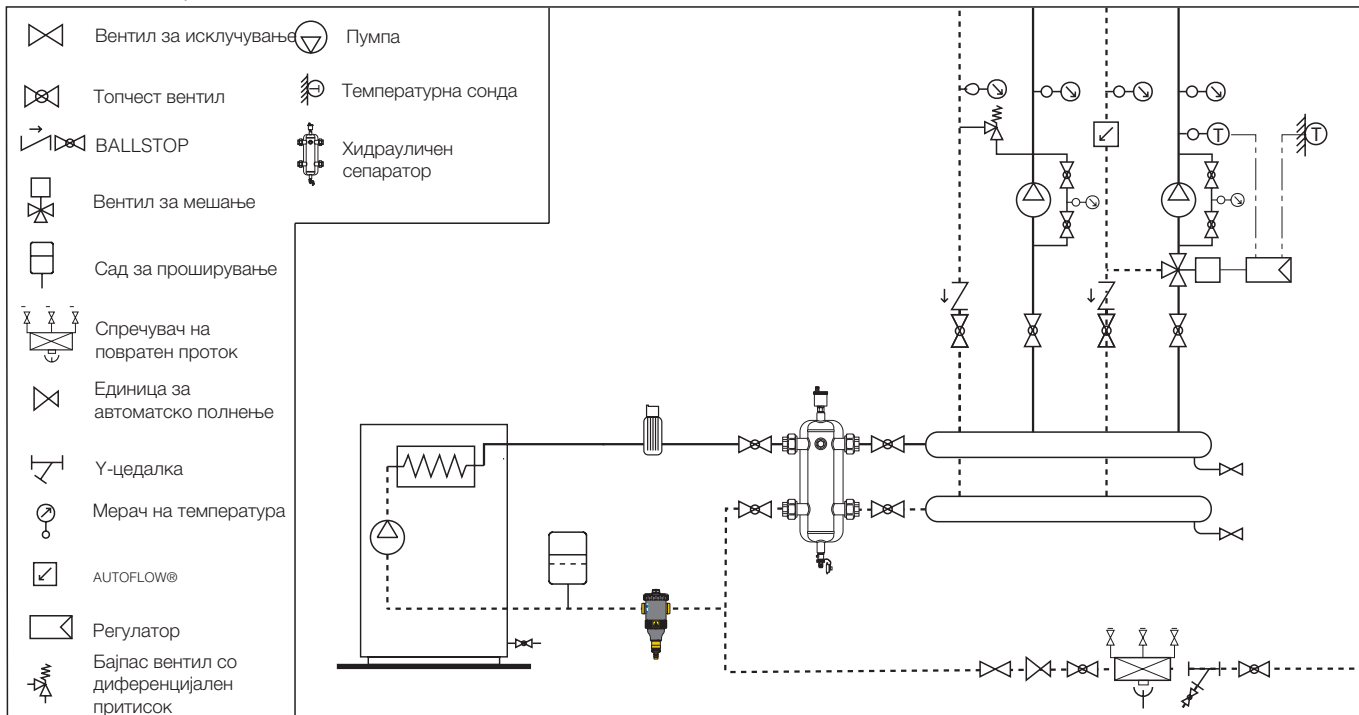 Вентил за исклучување
Пумпа
Топчест вентил
Температурна сонда
BALLSTOP
Хидрауличен
сепаратор
Вентил за мешање
Сад за проширување
Спречувач на
повратен проток
Единица за
автоматско полнење
Y-цедалка
Мерач на температура
AUTOFLOW®
Регулатор
Бајпас вентил со
диференцијален
притисок
T
T